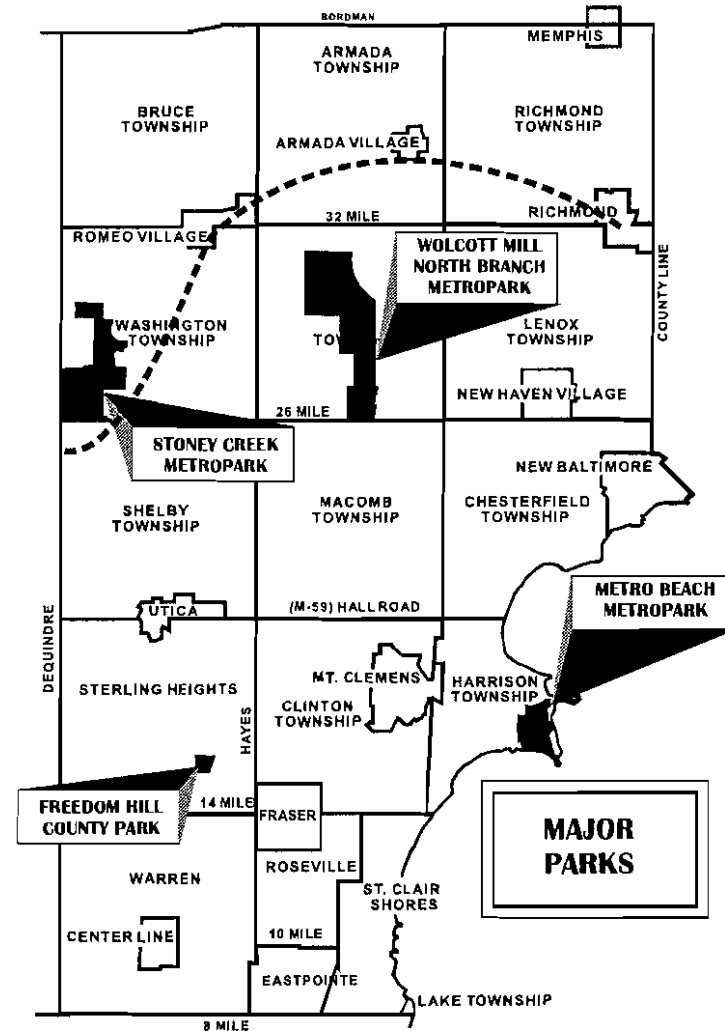 BORDMAN
MEMPHIS
ARMADA
TOWNSHIP
BRUCE
TOWNSHIP
RICHMOND
TOWNSHIP
ARMADA VILLAGE
32 MILE
RICHMOND
ROMEO VILLAGE
WOLCOTT MILL
NORTH BRANCH
METROPARK
COUNTY LINE
WASHINGTON
TOWNSHIP
TO
LENOX
TOWNSHIP
NEW HAVEN VILLAGE
26 MILE
STONEY CREEK
METROPARK
NEW BALTIMORE
SHELBY
TOWNSHIP
MACOMB
TOWNSHIP
CHESTERFIELD
TOWNSHIP
METRO BEACH
METROPARK
UTICA
(M-59) HALL ROAD
DEQUINDRE
STERLING HEIGHTS
HAYES
MT. CLEMENS
CLINTON
TOWNSHIP
HARRISON
TOWNSHIP
FREEDOM HILL
COUNTY PARK
14 MILE
FRASER
MAJOR
PARKS
WARREN
ROSEVILLE
ST. CLAIR
SHORES
CENTER LINE
10 MILE
EASTPOINTE
LAKE TOWNSHIP
8 MILE